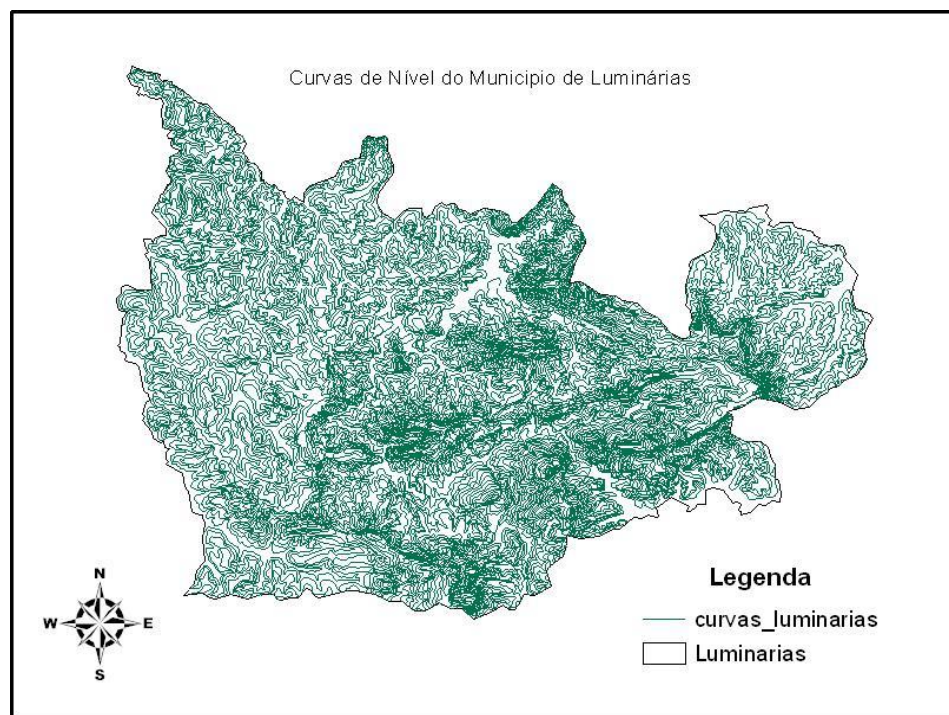 Curvas de Nível do Municipio de Luminárias
N
W E
S
Legenda
curvas_luminarias
Luminarias